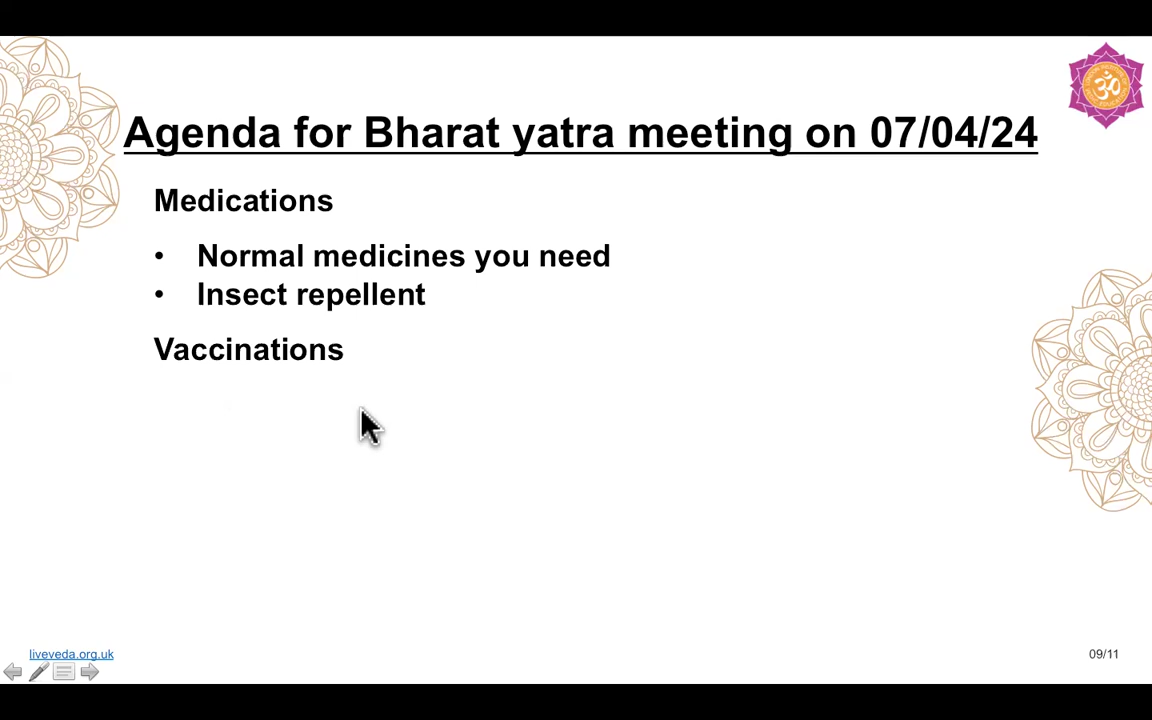 Agenda for Bharat yatra meeting on 07/04/24
Medications
• Normal medicines you need
• Insect repellent
Vaccinations
liveveda.org.uk
09/11
ॐ